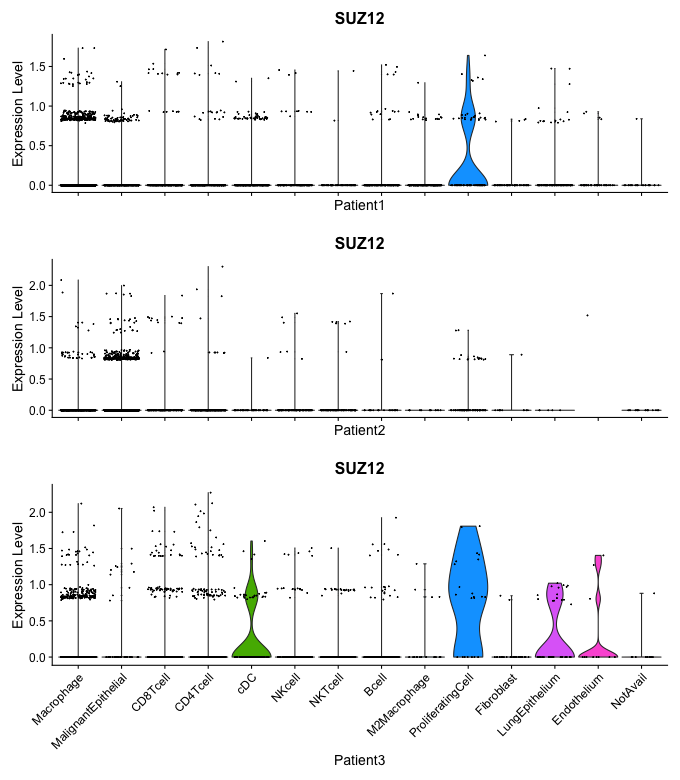 SUZ12
Expression Level
1.5
1.0
0.5
0.0
Patient1
SUZ12
Expression Level
2.0
1.5
1.0
0.5
0.0
Patient2
SUZ12
Expression Level
2.0
1.5
1.0
0.5
0.0
Macrophage
MalignantEpithelial
CD8Tcell
CD4Tcell
cDC
NKcell
NKTcell
Bcell
M2Macrophage
ProliferatingCell
Fibroblast
LungEpithelium
Endothelium
NotAvail
Patient3